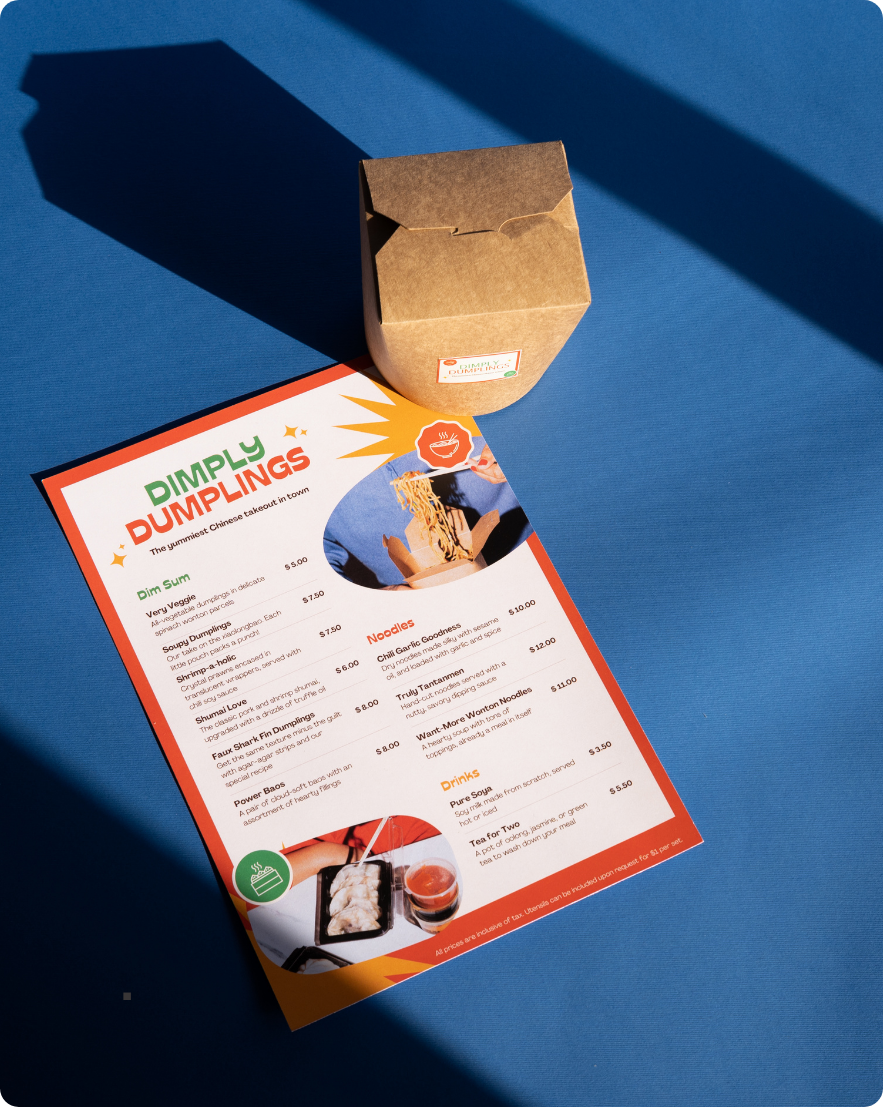 DIMPLY
DUMPLINGS
DIMPLY
DUMPLINGS
The yummiest Chinese takeout in town
Dim Sum
Very Veggie $5.00
All-vegetable dumplings in delicate
spinach wonton parcels
Soupy Dumplings $7.50
Our take on the xiaolongbao. Each
little pouch packs a punch!
Shrimp-a-holic $7.50
Crystal prawns encased in
translucent wrappers, served with
chili soy sauce
Shumai Love $6.00
The classic pork and shrimp shumai,
upgraded with a drizzle of truffle oil
Faux Shark Fin Dumplings $8.00
Get the same texture minus the guilt
with agar-agar strips and our
special recipe
Power Baos $8.00
A pair of cloud-soft baos with an
assortment of hearty fillings
Noodles
Chili Garlic Goodness $10.00
Dry noodles made silky with sesame
oil, and loaded with garlic and spice
Truly Tantanmen $12.00
Hand-cut noodles served with a
nutty, savory dipping sauce
Want-More Wonton Noodles $11.00
A hearty soup with tons of
toppings, already a meal in itself
Drinks
Pure Soya $3.50
Soy milk made from scratch, served
hot or iced
Tea for Two $5.50
A pot of oolong, jasmine, or green
tea to wash down your meal
All prices are inclusive of tax. Utensils can be included upon request for $1 per set.